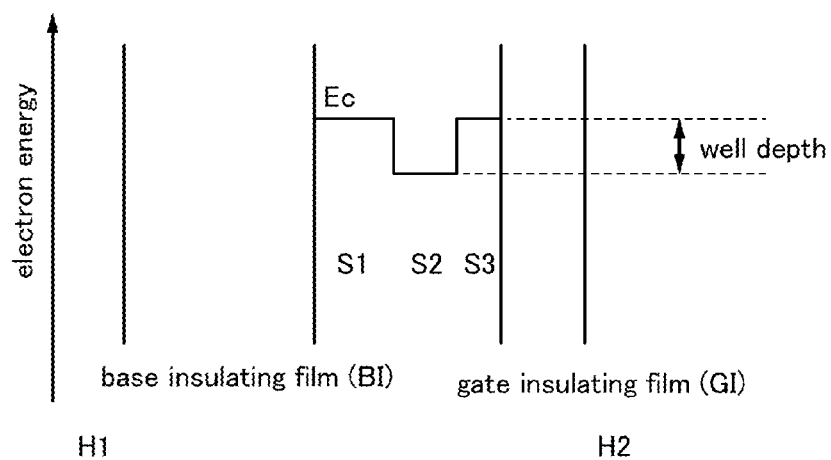 electron energy
Ec
well depth
S1 S2 S3
base insulating film (BI)
gate insulating film (GI)
H1
H2